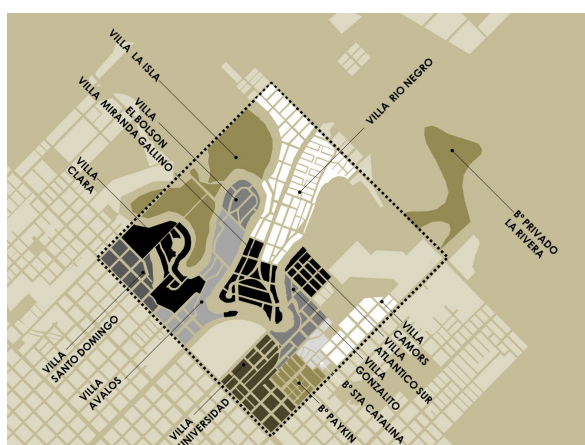 VILLA LA ISLA
VILLA
EL BOLSON
VILLA MIRANDA GALLINO
VILLA
CLARA
VILLA RIO NEGRO
Bº PRIVADO
LA RIVERA
VILLA
SANTO DOMINGO
VILLA
AVALOS
VILLA
UNIVERSIDAD
Bº PAYKIN
Bº STA CATALINA
VILLA
GONZALITO
VILLA
ATLANTICO SUR
VILLA
CAMORS